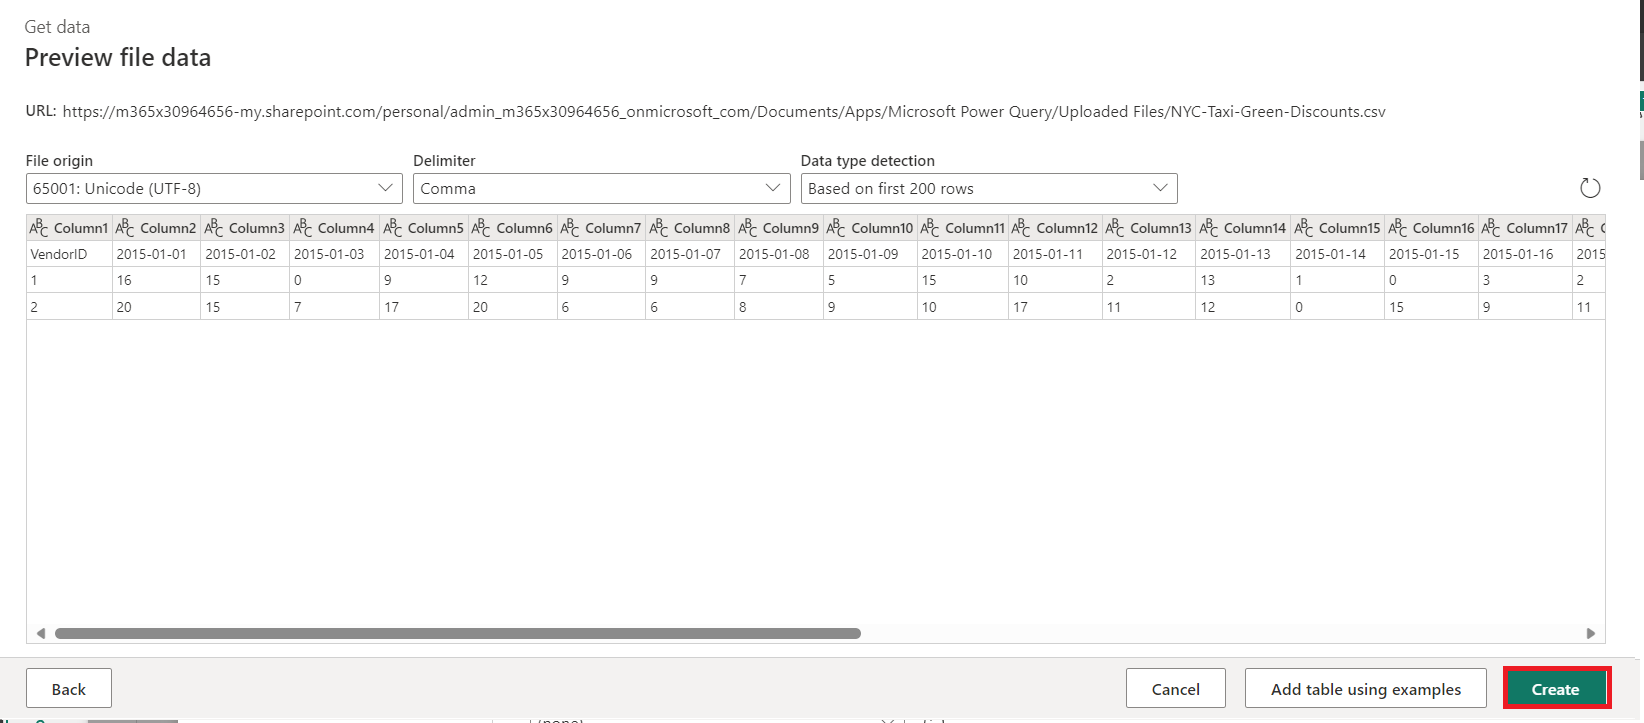 Get data
Preview file data
URL: https://m365x30964656-my.sharepoint.com/personal/admin_m365x30964656_onmicrosoft_com/Documents/Apps/Microsoft Power Query/Uploaded Files/NYC-Taxi-Green-Discounts.csv
File origin Delimiter Data type detection
65001: Unicode (UTF-8) Comma Based on first 200 rows
ABC Column1 ABC Column2 ABC Column3 ABC Column4 ABC Column5 ABC Column6 ABC Column7 ABC Column8 ABC Column9 ABC Column10 ABC Column11 ABC Column12 ABC Column13 ABC Column14 ABC Column15 ABC Column16 ABC Column17 ABC
VendorID 2015-01-01 2015-01-02 2015-01-03 2015-01-04 2015-01-05 2015-01-06 2015-01-07 2015-01-08 2015-01-09 2015-01-10 2015-01-11 2015-01-12 2015-01-13 2015-01-14 2015-01-15 2015-01-16 2015
1 16 15 0 9 12 9 9 7 5 15 10 2 13 1 0 3 2
2 20 15 7 17 20 6 6 8 9 10 17 11 12 0 15 9 11
Back Cancel Add table using examples Create